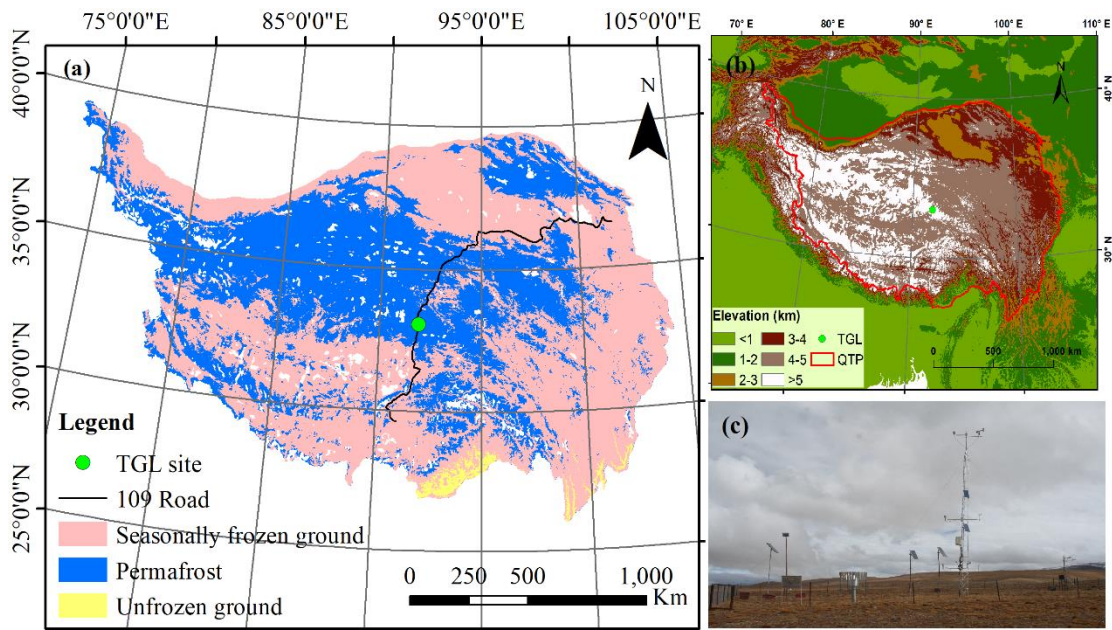 75°0'0"E 85°0'0"E 95°0'0"E 105°0'0"E
(a)
N
40°0'0"N
35°0'0"N
30°0'0"N
25°0'0"N
Legend
TGL site
109 Road
Seasonally frozen ground
Permafrost
Unfrozen ground
0 250 500 1,000
Km
70° E 80° E 90° E 100° E 110° E
(b)
N
40° N
30° N
Elevation (km)
<1 3-4 TGL
1-2 4-5 QTP
2-3 >5
0 500 1,000 km
(c)